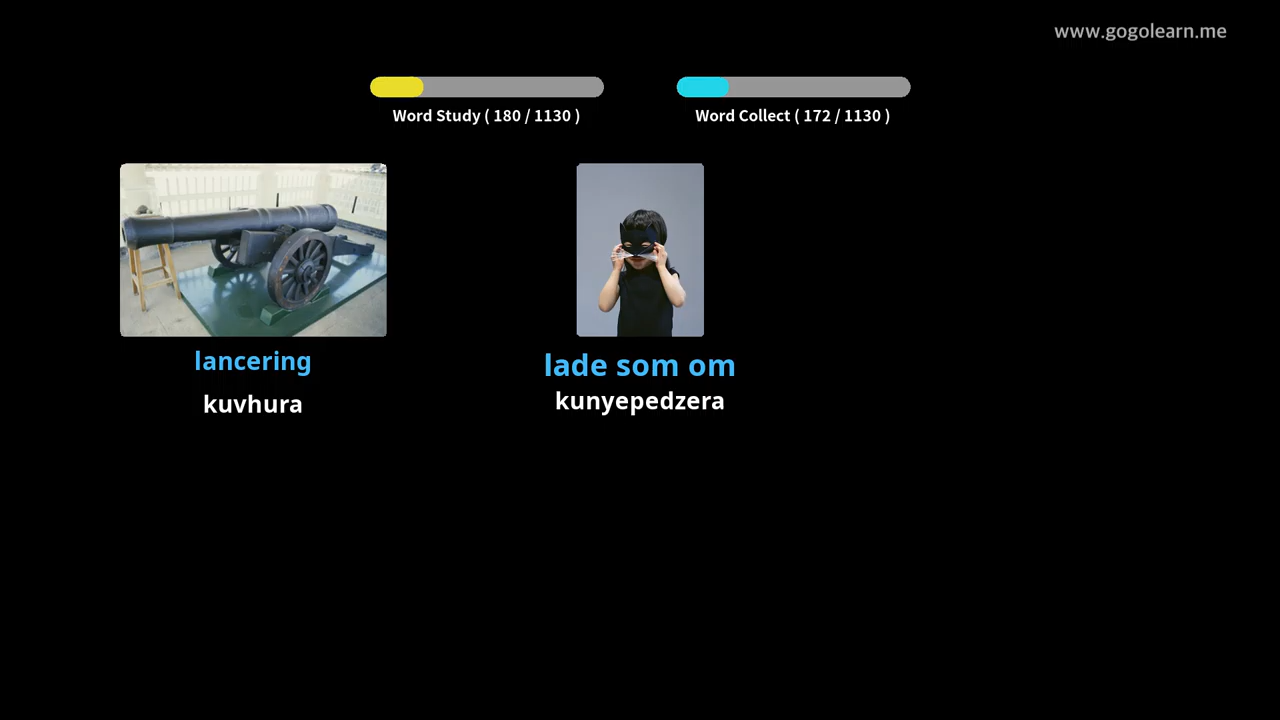 www.gogolearn.me
Word Study ( 180 / 1130 )
Word Collect ( 172 / 1130 )
lancering
kuvhura
lade som om
kunyepedzera